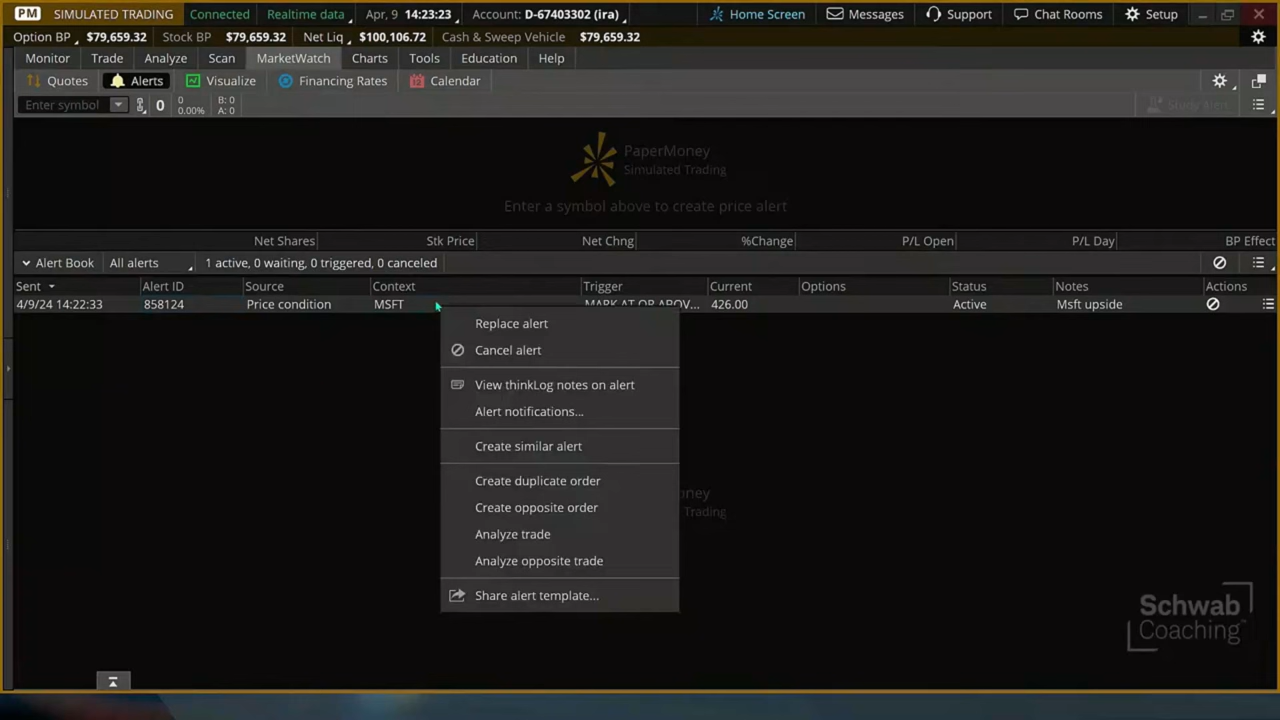 PM SIMULATED TRADING Connected Realtime data Apr, 9 14:23:23 Account: D-67403302 (ira) Home Screen Messages Support Chat Rooms Setup
Option BP $79,659.32 Stock BP $79,659.32 Net Liq $100,106.72 Cash & Sweep Vehicle $79,659.32
Monitor Trade Analyze Scan MarketWatch Charts Tools Education Help
Quotes Alerts Visualize Financing Rates Calendar
Enter symbol 0 0 B: 0
0.00% A: 0 Study Alert
PaperMoney
Simulated Trading
Enter a symbol above to create price alert
Net Shares Stk Price Net Chng %Change P/L Open P/L Day BP Effect
Alert Book All alerts 1 active, 0 waiting, 0 triggered, 0 canceled
Sent Alert ID Source Context Trigger Current Options Status Notes Actions
4/9/24 14:22:33 858124 Price condition MSFT MARK AT OR ABOV... 426.00 Active Msft upside
Replace alert
Cancel alert
View thinkLog notes on alert
Alert notifications...
Create similar alert
Create duplicate order
oney
Create opposite order
Trading
Analyze trade
Analyze opposite trade
Share alert template...
Schwab
Coaching